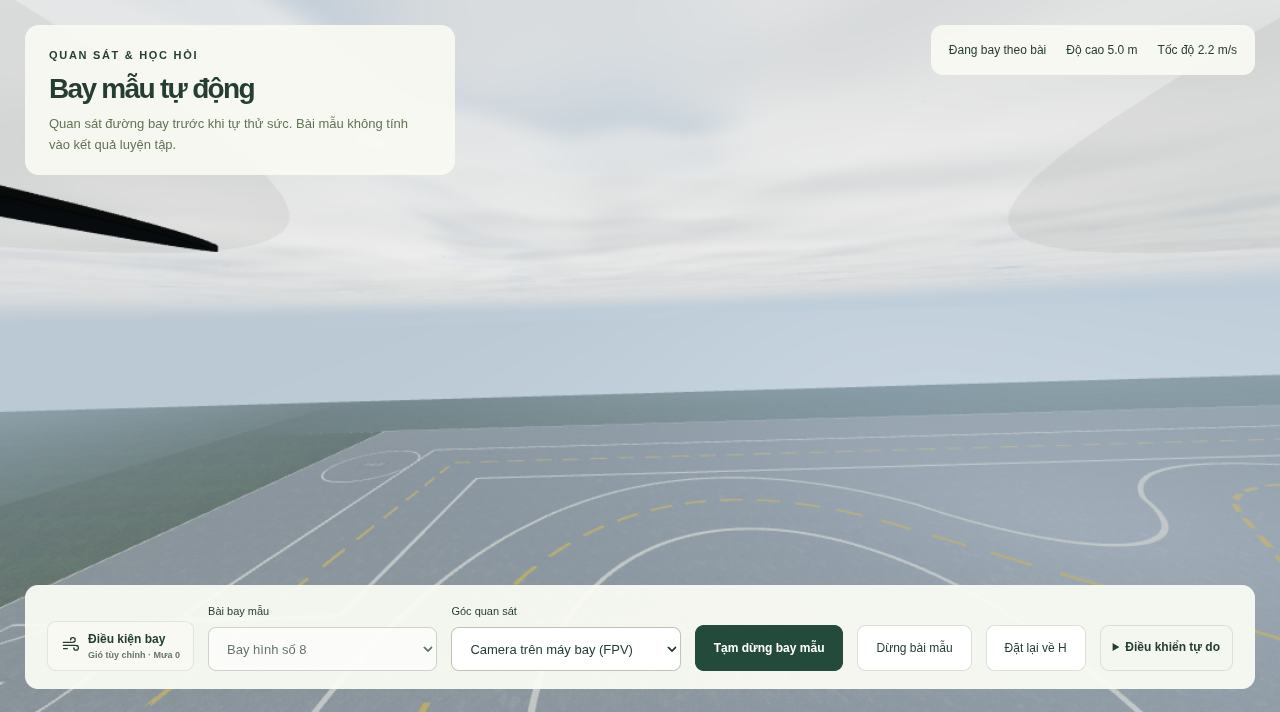 QUAN SÁT & HỌC HỎI
Bay mẫu tự động
Quan sát đường bay trước khi tự thử sức. Bài mẫu không tính
vào kết quả luyện tập.
Đang bay theo bài
Độ cao 5.0 m
Tốc độ 2.2 m/s
Điều kiện bay
Gió tùy chỉnh · Mưa 0
Bài bay mẫu
Bay hình số 8
Góc quan sát
Camera trên máy bay (FPV)
Tạm dừng bay mẫu
Dừng bài mẫu
Đặt lại về H
Điều khiển tự do